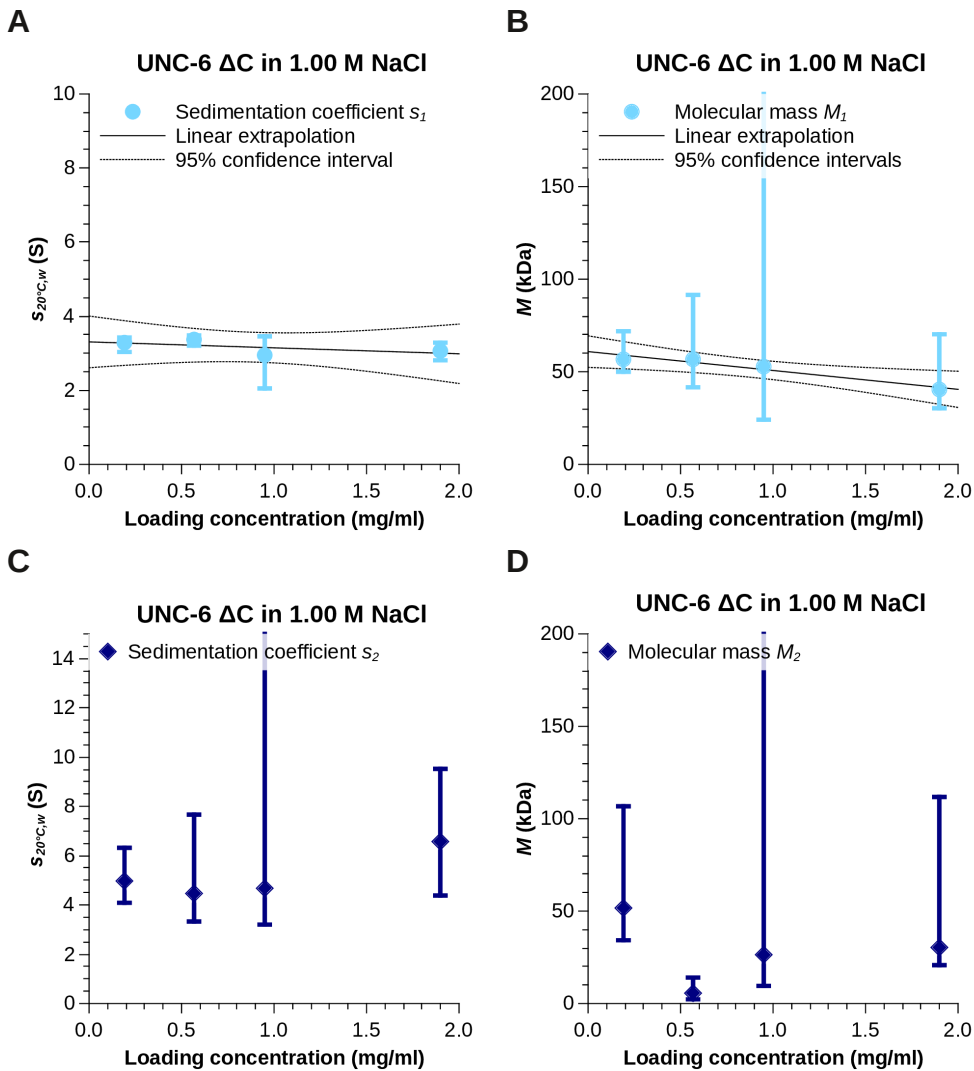 A
UNC-6 ΔC in 1.00 M NaCl
10
8
6
4
2
0
s20°C,w (S)
Sedimentation coefficient s1
Linear extrapolation
95% confidence interval
0.0 0.5 1.0 1.5 2.0
Loading concentration (mg/ml)
B
UNC-6 ΔC in 1.00 M NaCl
200
150
100
50
0
M (kDa)
Molecular mass M1
Linear extrapolation
95% confidence intervals
0.0 0.5 1.0 1.5 2.0
Loading concentration (mg/ml)
C
UNC-6 ΔC in 1.00 M NaCl
14
12
10
8
6
4
2
0
s20°C,w (S)
Sedimentation coefficient s2
0.0 0.5 1.0 1.5 2.0
Loading concentration (mg/ml)
D
UNC-6 ΔC in 1.00 M NaCl
200
150
100
50
0
M (kDa)
Molecular mass M2
0.0 0.5 1.0 1.5 2.0
Loading concentration (mg/ml)